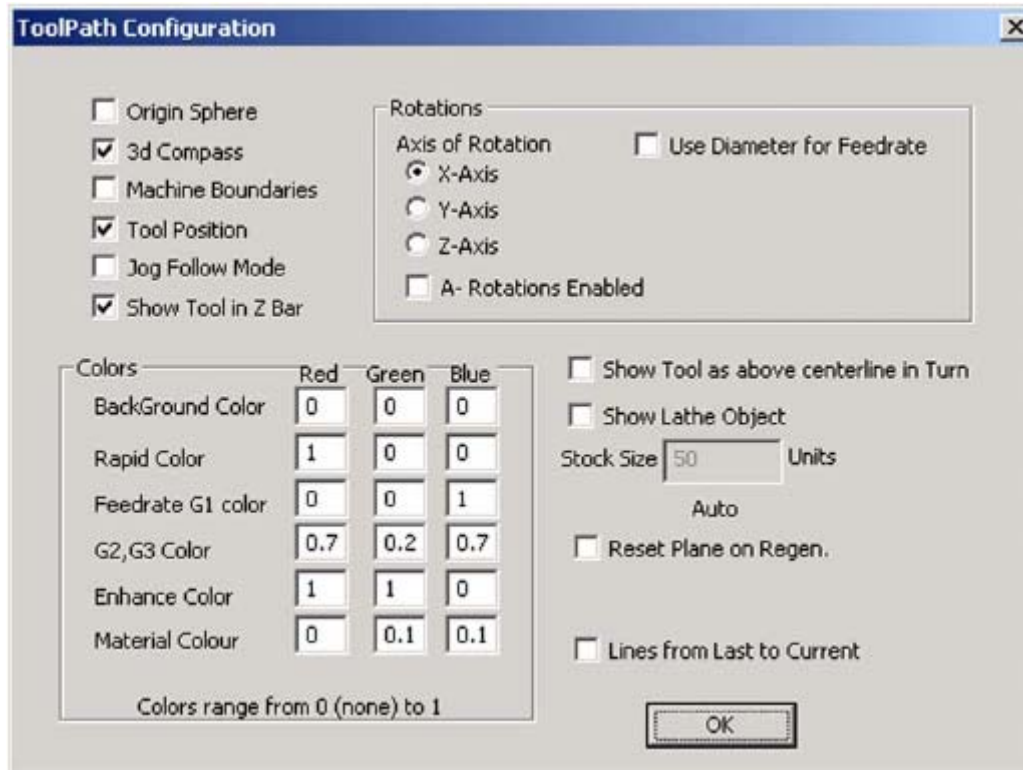 ToolPath Configuration
Origin Sphere
3d Compass
Machine Boundaries
Tool Position
Jog Follow Mode
Show Tool in Z Bar
Rotations
Axis of Rotation
Use Diameter for Feedrate
X-Axis
Y-Axis
Z-Axis
A- Rotations Enabled
Colors
Red Green Blue
BackGround Color 0 0 0
Rapid Color 1 0 0
Feedrate G1 color 0 0 1
G2,G3 Color 0.7 0.2 0.7
Enhance Color 1 1 0
Material Colour 0 0.1 0.1
Colors range from 0 (none) to 1
Show Tool as above centerline in Turn
Show Lathe Object
Stock Size 50 Units
Auto
Reset Plane on Regen.
Lines from Last to Current
OK